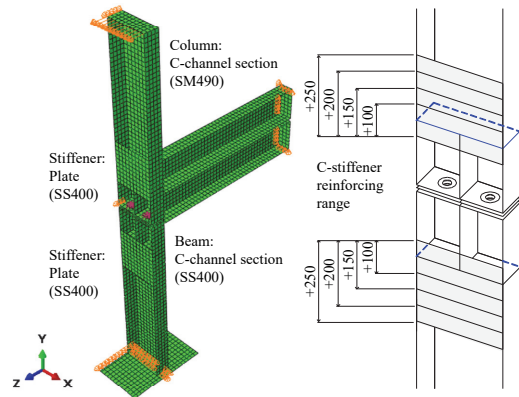 Column:
C-channel section
(SM490)
Stiffener:
Plate
(SS400)
Stiffener:
Plate
(SS400)
Beam:
C-channel section
(SS400)
Y
Z
X
+250
+200
+150
+100
C-stiffener
reinforcing
range
+250
+200
+150
+100